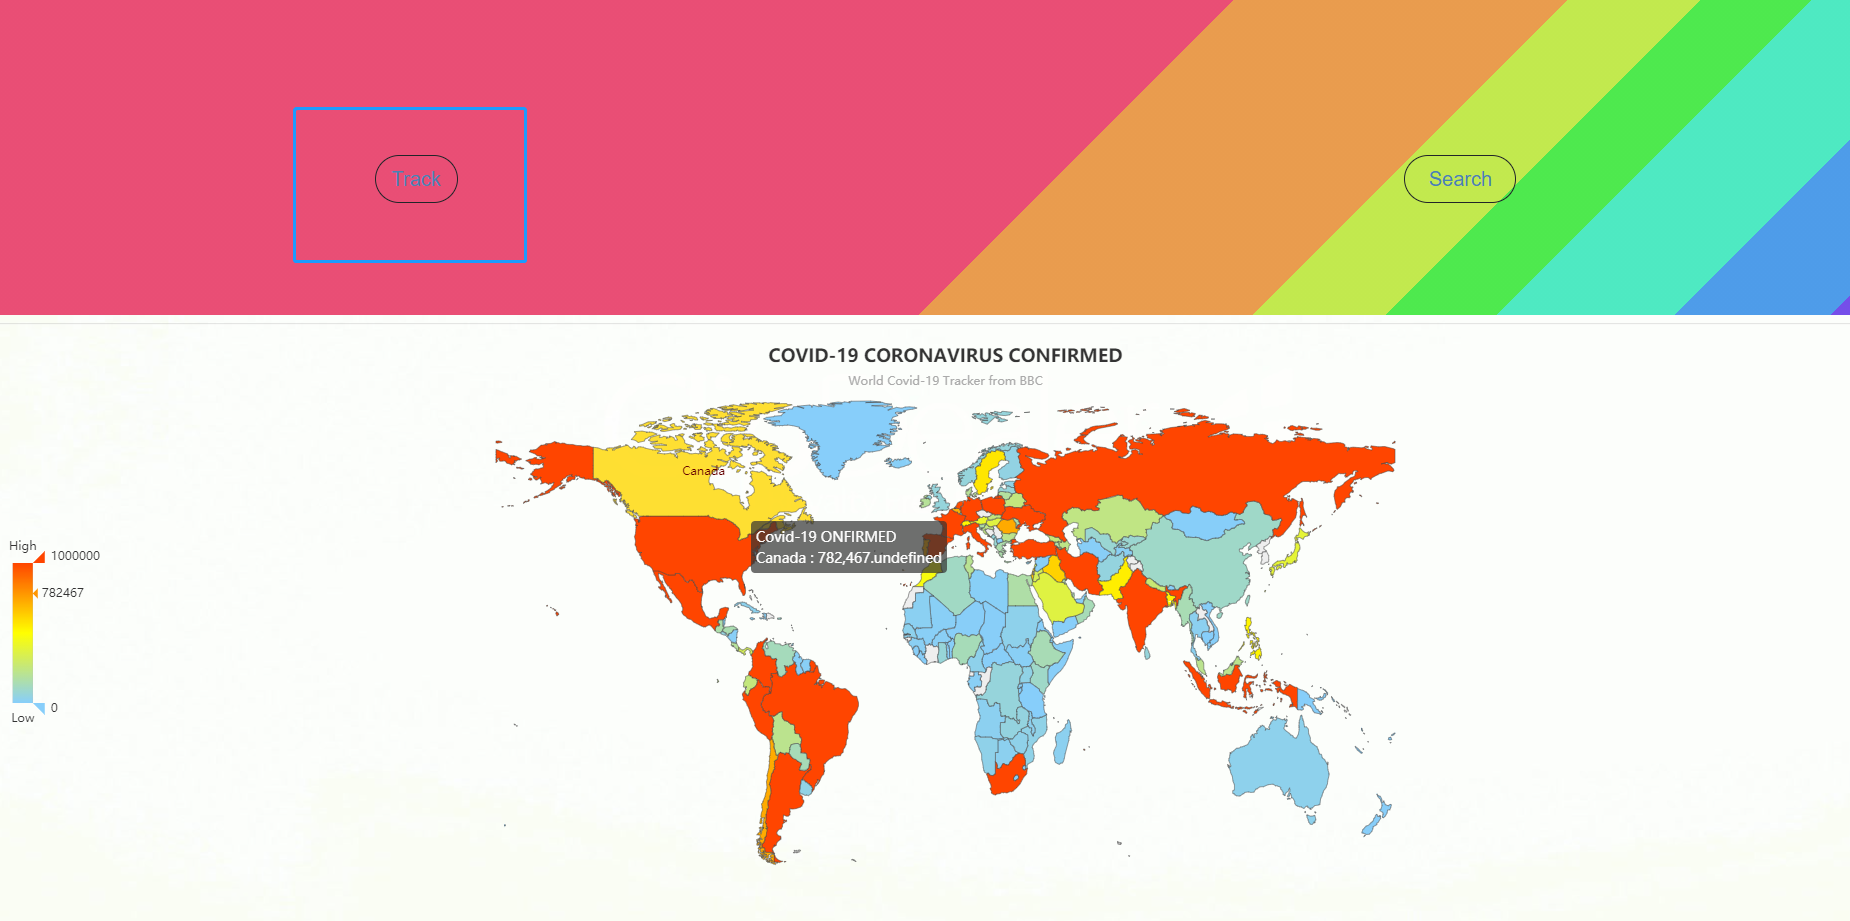 Track
Search
COVID-19 CORONAVIRUS CONFIRMED
World Covid-19 Tracker from BBC
Canada
Covid-19 ONFIRMED
Canada : 782,467.undefined
High
1000000
782467
0
Low